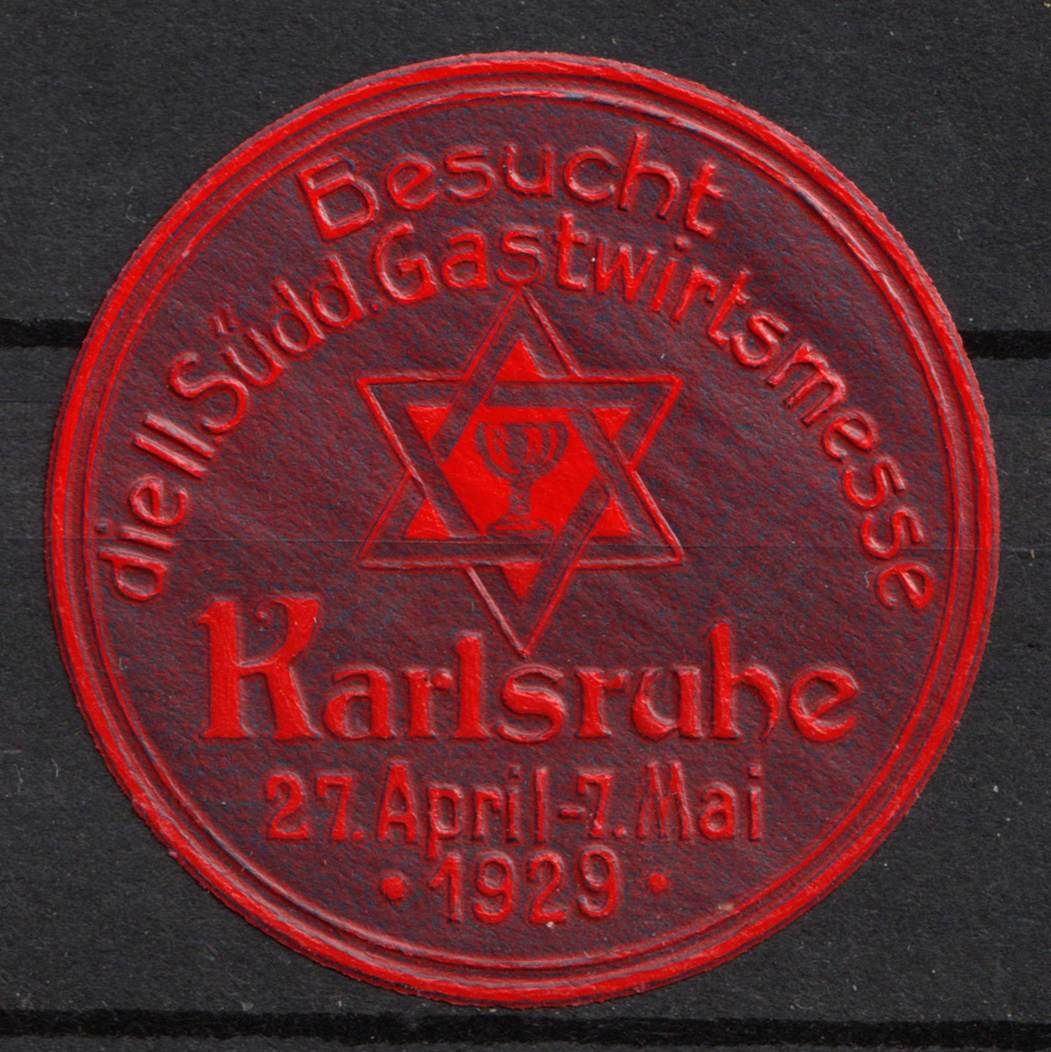 Besucht
die II. Südd. Gastwirtsmesse
Karlsruhe
27. April-7. Mai
• 1929 •